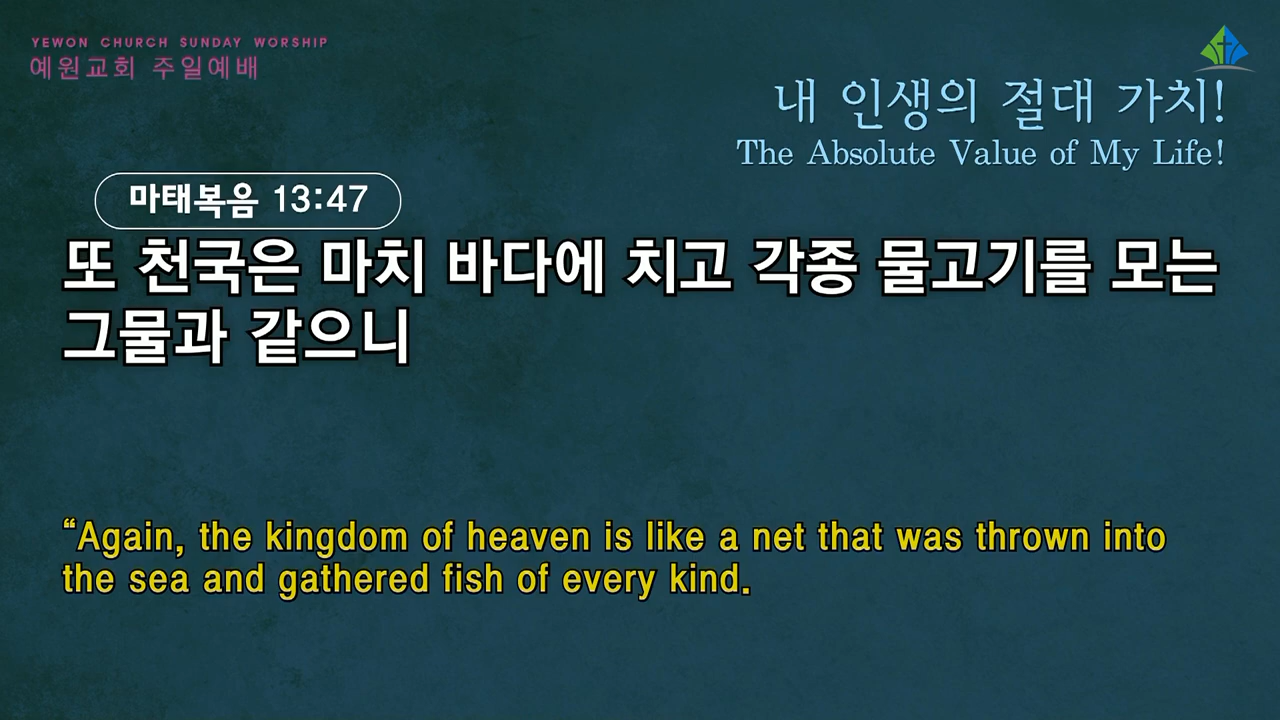 YEWON CHURCH SUNDAY WORSHIP
예원교회 주일예배
내 인생의 절대 가치!
The Absolute Value of My Life!
마태복음 13:47
또 천국은 마치 바다에 치고 각종 물고기를 모는
그물과 같으니
“Again, the kingdom of heaven is like a net that was thrown into
the sea and gathered fish of every kind.